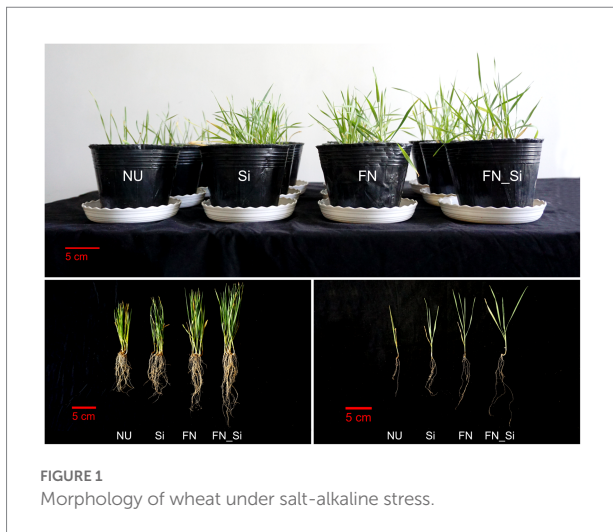 NU Si FN FN_Si
5 cm
5 cm 5 cm
NU Si FN FN_Si NU Si FN FN_Si
FIGURE 1
Morphology of wheat under salt-alkaline stress.